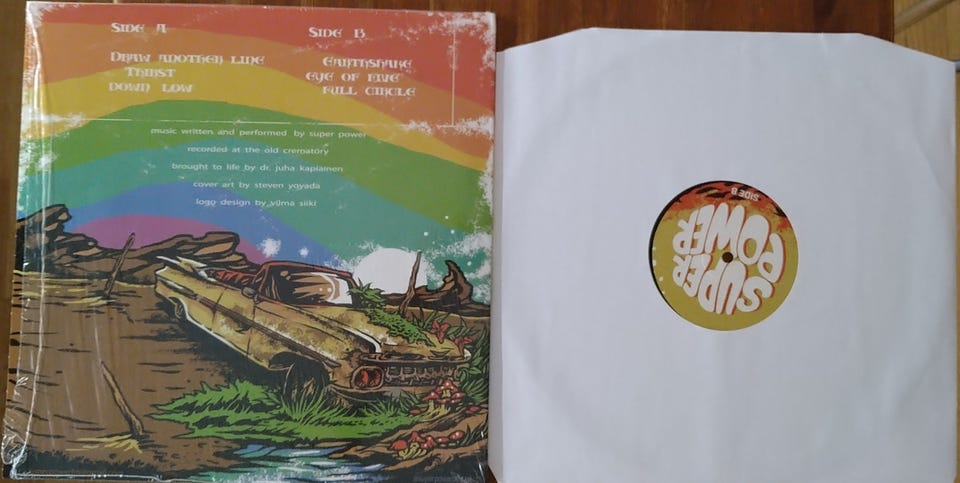 SIDE A
DRAW ANOTHER LINE
THIRST
DOWN LOW
SIDE B
EARTHSHAKE
EYE OF FIVE
FULL CIRCLE
music written and performed by super power
recorded at the old crematory
brought to life by dr. juha kaplainen
cover art by steven yoyada
logo design by vilma siiki
SUPER
POWER
SIDE B